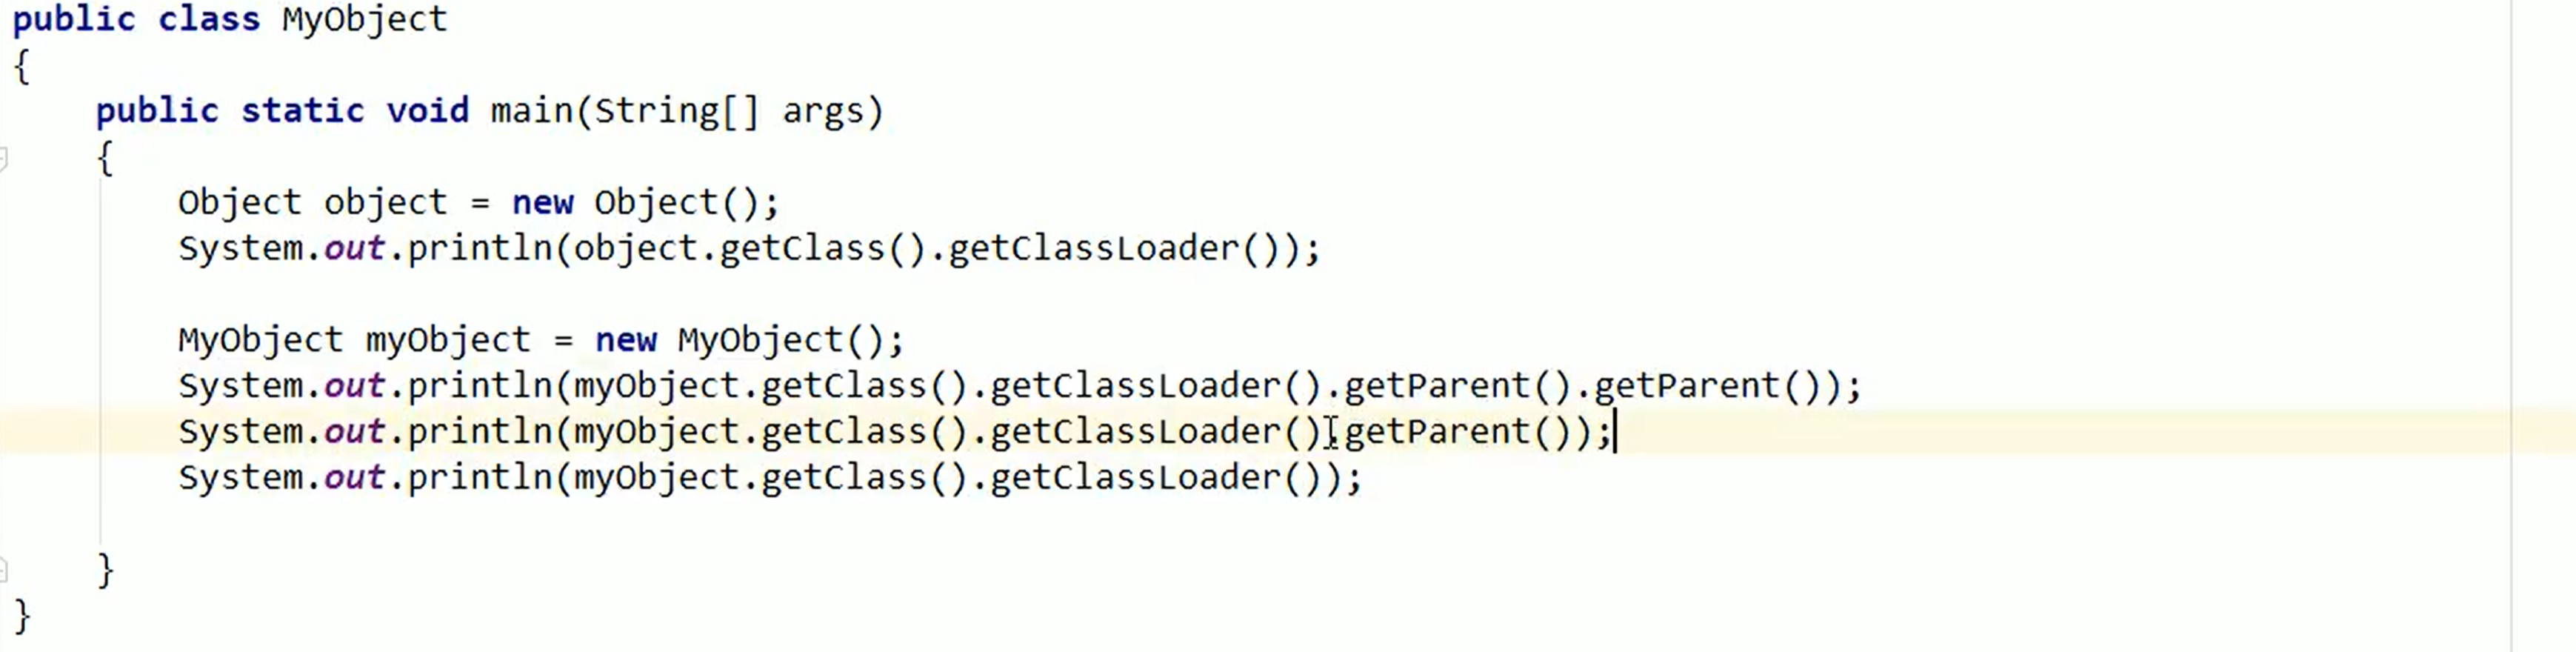 public class MyObject
{
public static void main(String[] args)
{
Object object = new Object();
System.out.println(object.getClass().getClassLoader());
MyObject myObject = new MyObject();
System.out.println(myObject.getClass().getClassLoader().getParent().getParent());
System.out.println(myObject.getClass().getClassLoader().getParent());
System.out.println(myObject.getClass().getClassLoader());
}
}